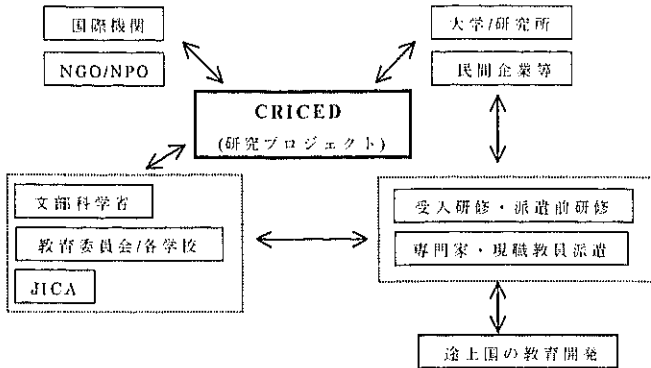 国際機関
NGO/NPO
大学/研究所
民間企業等
CRICED
(研究プロジェクト)
文部科学省
教育委員会/各学校
JICA
受入研修・派遣前研修
専門家・現職教員派遣
途上国の教育開発